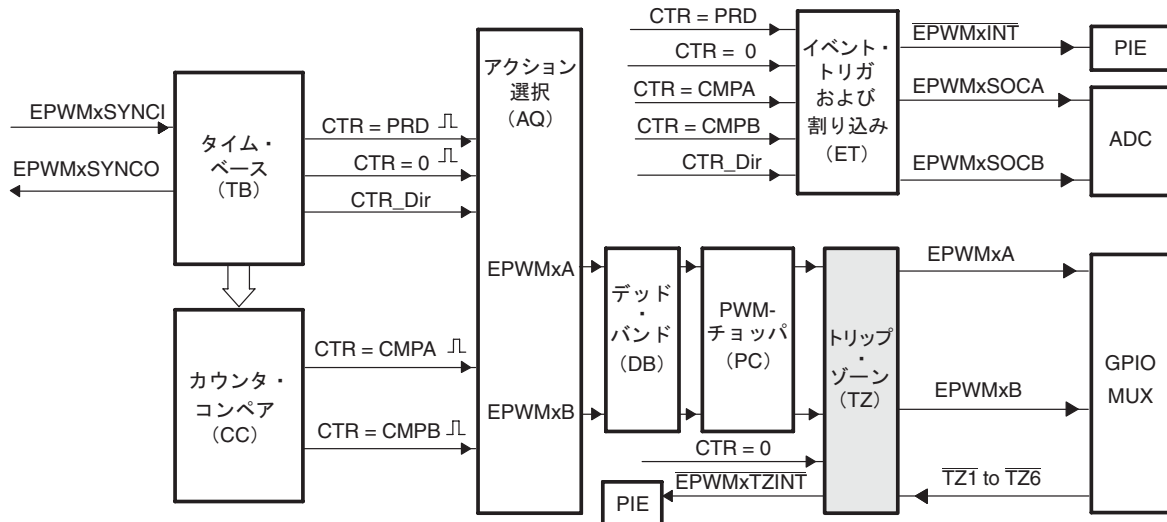 EPWMxSYNCI
EPWMxSYNCO
タイム・
ベース
(TB)
CTR = PRD
CTR = 0
CTR_Dir
カウンタ・
コンペア
(CC)
CTR = CMPA
CTR = CMPB
アクション
選択
(AQ)
EPWMxA
EPWMxB
CTR = PRD
CTR = 0
CTR = CMPA
CTR = CMPB
CTR_Dir
イベント・
トリガ
および
割り込み
(ET)
EPWMxINT
EPWMxSOCA
EPWMxSOCB
PIE
ADC
デッド
・
バンド
(DB)
PWM-
チョッパ
(PC)
トリップ
・
ゾーン
(TZ)
CTR = 0
EPWMxTZINT
PIE
EPWMxA
EPWMxB
TZ1 to TZ6
GPIO
MUX